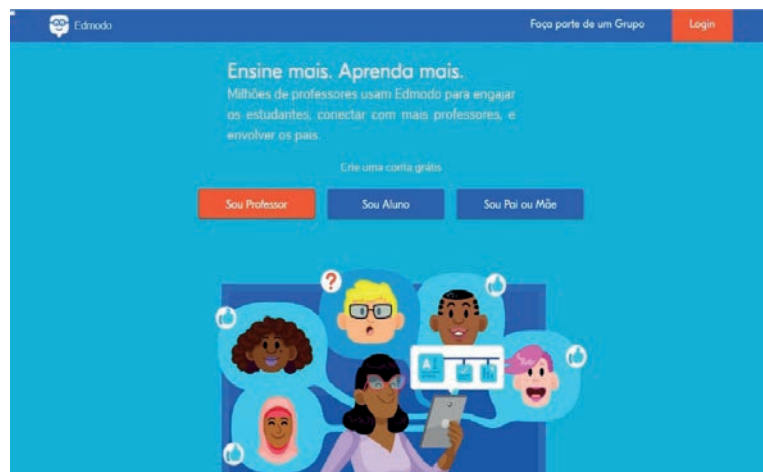 Edmodo
Faça parte de um Grupo
Login
Ensine mais. Aprenda mais.
Milhões de professores usam Edmodo para engajar
os estudantes, conectar com mais professores, e
envolver os pais.
Crie uma conta grátis
Sou Professor
Sou Aluno
Sou Pai ou Mãe
?
A